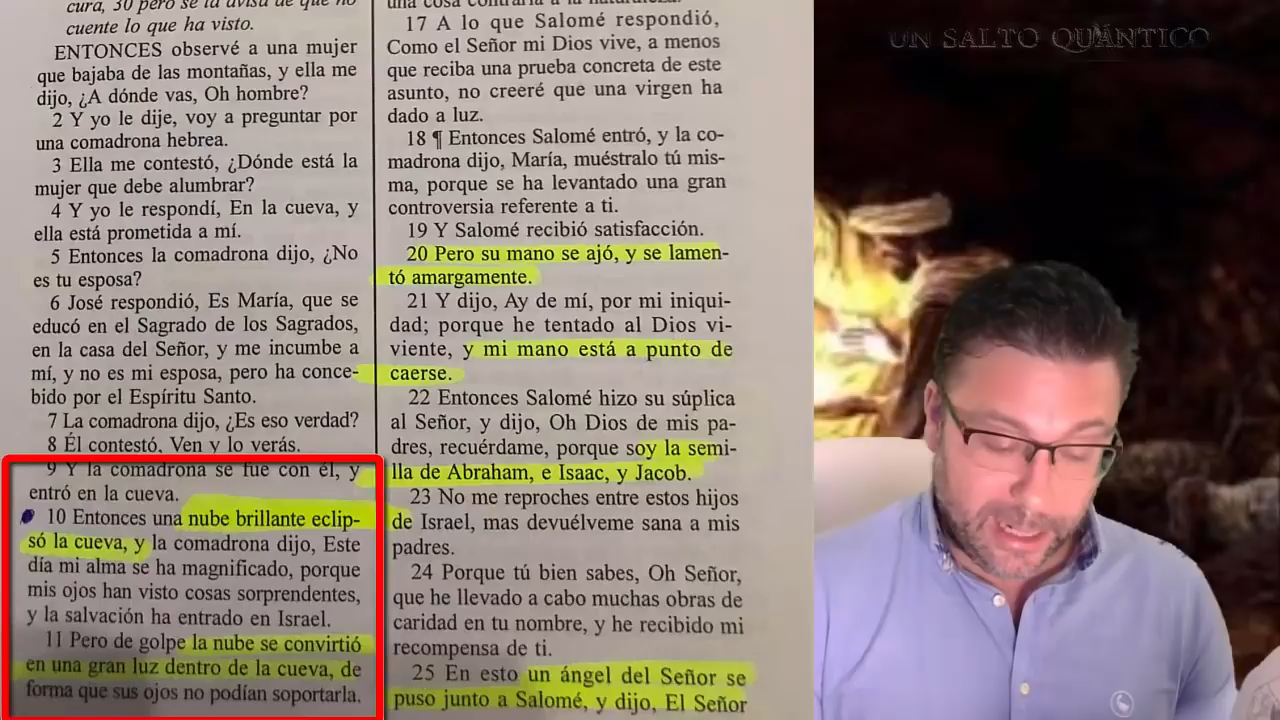 cura, 30 pero se la avisa de que no
cuente lo que ha visto.
ENTONCES observé a una mujer
que bajaba de las montañas, y ella me
dijo, ¿A dónde vas, Oh hombre?
2 Y yo le dije, voy a preguntar por
una comadrona hebrea.
3 Ella me contestó, ¿Dónde está la
mujer que debe alumbrar?
4 Y yo le respondí, En la cueva, y
ella está prometida a mí.
5 Entonces la comadrona dijo, ¿No
es tu esposa?
6 José respondió, Es María, que se
educó en el Sagrado de los Sagrados,
en la casa del Señor, y me incumbe a
mí, y no es mi esposa, pero ha conce-
bido por el Espíritu Santo.
7 La comadrona dijo, ¿Es eso verdad?
8 Él contestó, Ven y lo verás.
9 Y la comadrona se fue con él, y
entró en la cueva.
10 Entonces una nube brillante eclip-
só la cueva, y la comadrona dijo, Este
día mi alma se ha magnificado, porque
mis ojos han visto cosas sorprendentes,
y la salvación ha entrado en Israel.
11 Pero de golpe la nube se convirtió
en una gran luz dentro de la cueva, de
forma que sus ojos no podían soportarla.
una cosa contraria a la naturaleza.
17 A lo que Salomé respondió,
Como el Señor mi Dios vive, a menos
que reciba una prueba concreta de este
asunto, no creeré que una virgen ha
dado a luz.
18 ¶ Entonces Salomé entró, y la co-
madrona dijo, María, muéstralo tú mis-
ma, porque se ha levantado una gran
controversia referente a ti.
19 Y Salomé recibió satisfacción.
20 Pero su mano se ajó, y se lamen-
tó amargamente.
21 Y dijo, Ay de mí, por mi iniqui-
dad; porque he tentado al Dios vi-
viente, y mi mano está a punto de
caerse.
22 Entonces Salomé hizo su súplica
al Señor, y dijo, Oh Dios de mis pa-
dres, recuérdame, porque soy la semi-
lla de Abraham, e Isaac, y Jacob.
23 No me reproches entre estos hijos
de Israel, mas devuélveme sana a mis
padres.
24 Porque tú bien sabes, Oh Señor,
que he llevado a cabo muchas obras de
caridad en tu nombre, y he recibido mi
recompensa de ti.
25 En esto un ángel del Señor se
puso junto a Salomé, y dijo, El Señor
UN SALTO QUÁNTICO